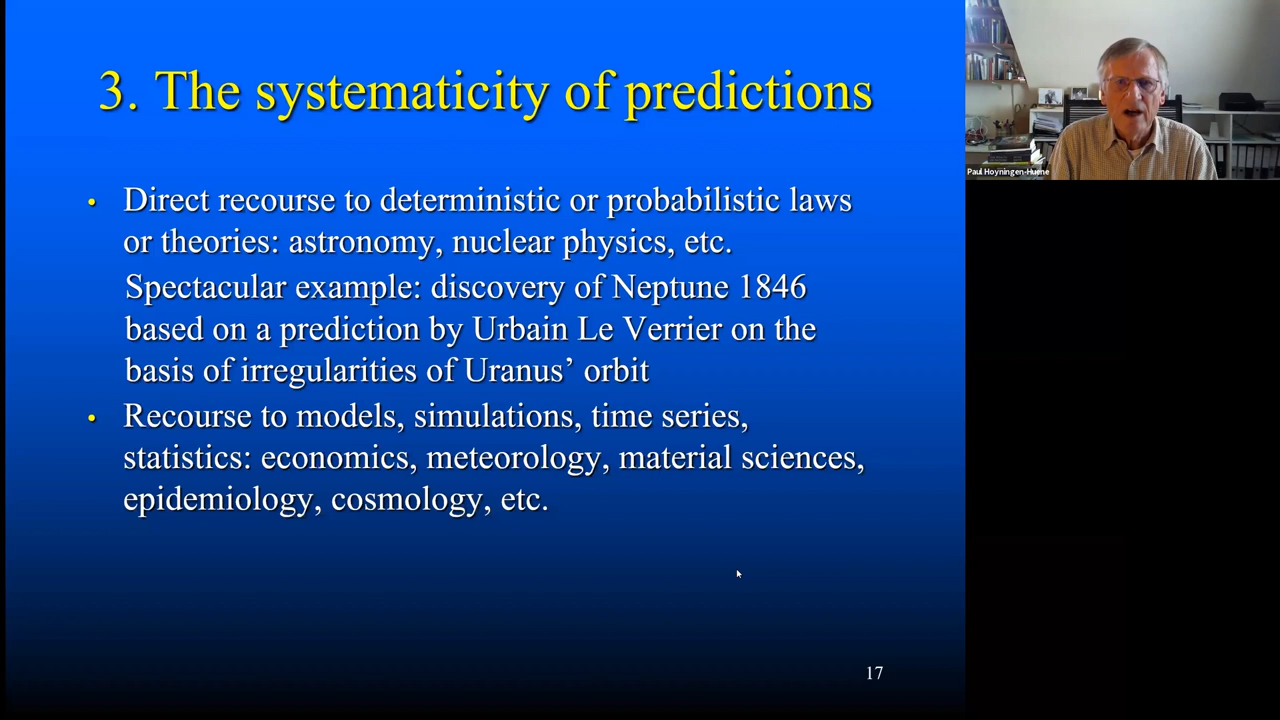 3. The systematicity of predictions
• Direct recourse to deterministic or probabilistic laws
or theories: astronomy, nuclear physics, etc.
Spectacular example: discovery of Neptune 1846
based on a prediction by Urbain Le Verrier on the
basis of irregularities of Uranus’ orbit
• Recourse to models, simulations, time series,
statistics: economics, meteorology, material sciences,
epidemiology, cosmology, etc.
17
Paul Hoyningen-Huene